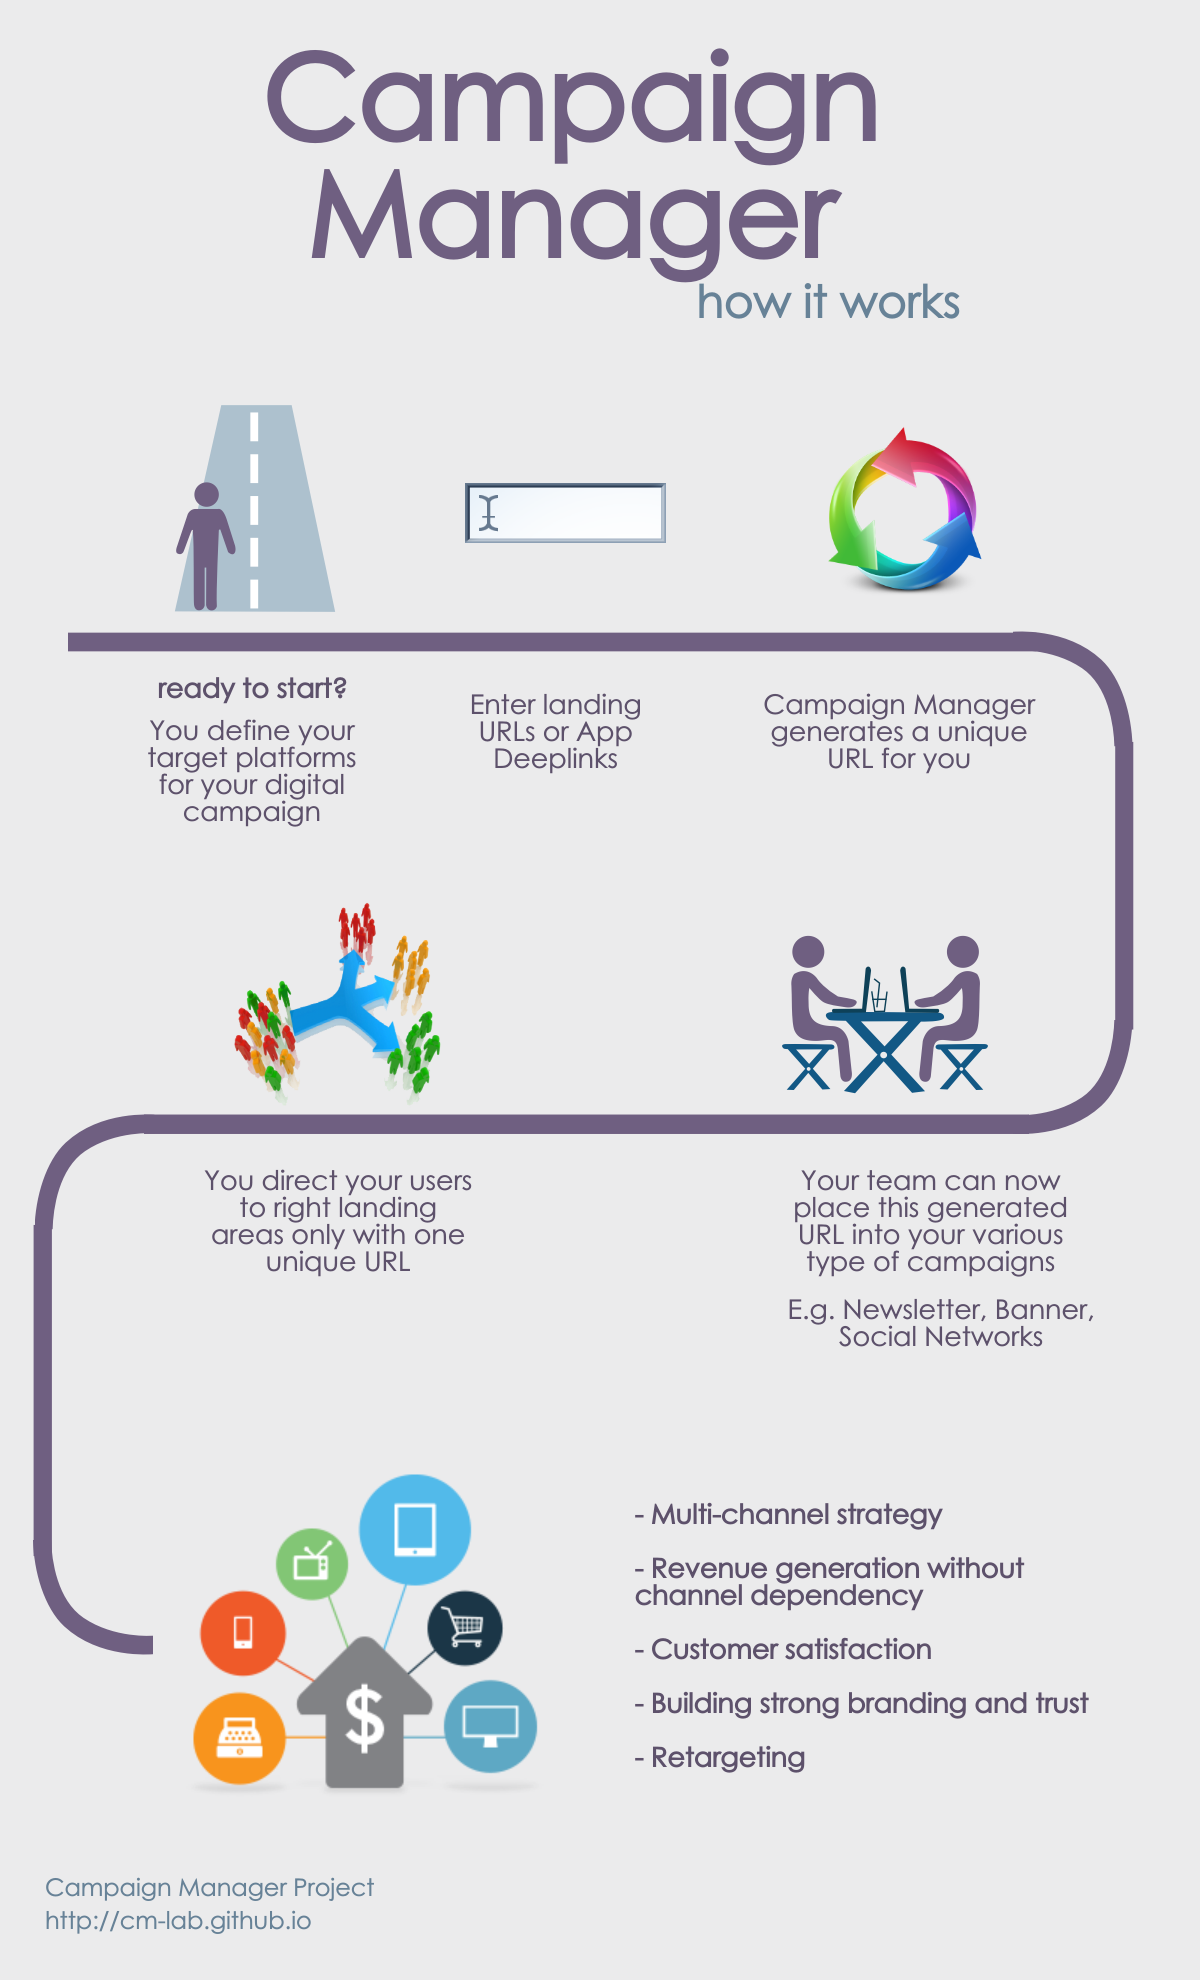 Campaign
Manager
how it works
ready to start?
You define your
target platforms
for your digital
campaign
Enter landing
URLs or App
Deeplinks
Campaign Manager
generates a unique
URL for you
You direct your users
to right landing
areas only with one
unique URL
Your team can now
place this generated
URL into your various
type of campaigns
E.g. Newsletter, Banner,
Social Networks
$
- Multi-channel strategy
- Revenue generation without
channel dependency
- Customer satisfaction
- Building strong branding and trust
- Retargeting
Campaign Manager Project
http://cm-lab.github.io